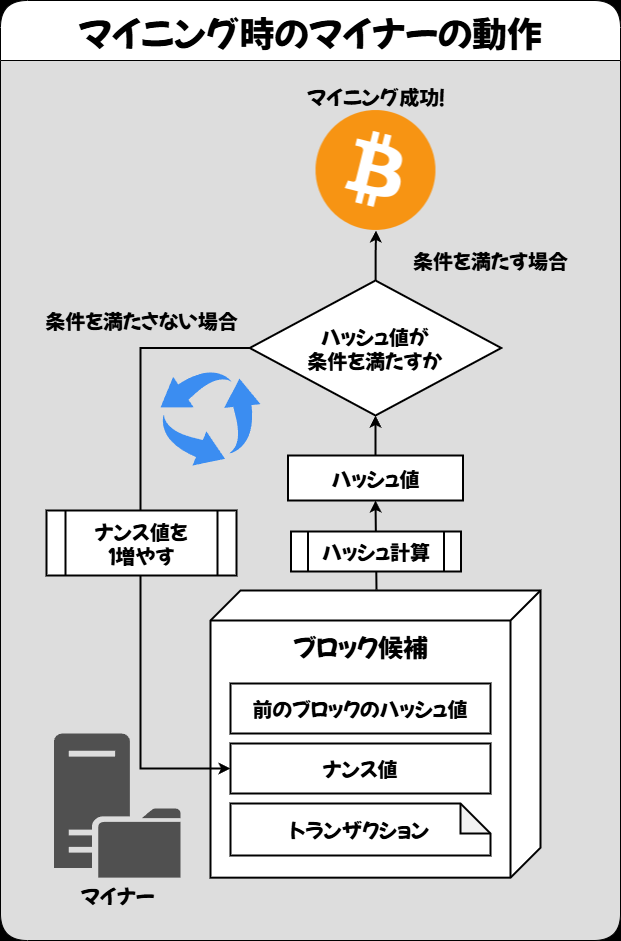 マイニング時のマイナーの動作
マイニング成功!
条件を満たす場合
条件を満たさない場合
ハッシュ値が
条件を満たすか
ハッシュ値
ナンス値を
1増やす
ハッシュ計算
ブロック候補
前のブロックのハッシュ値
ナンス値
トランザクション
マイナー